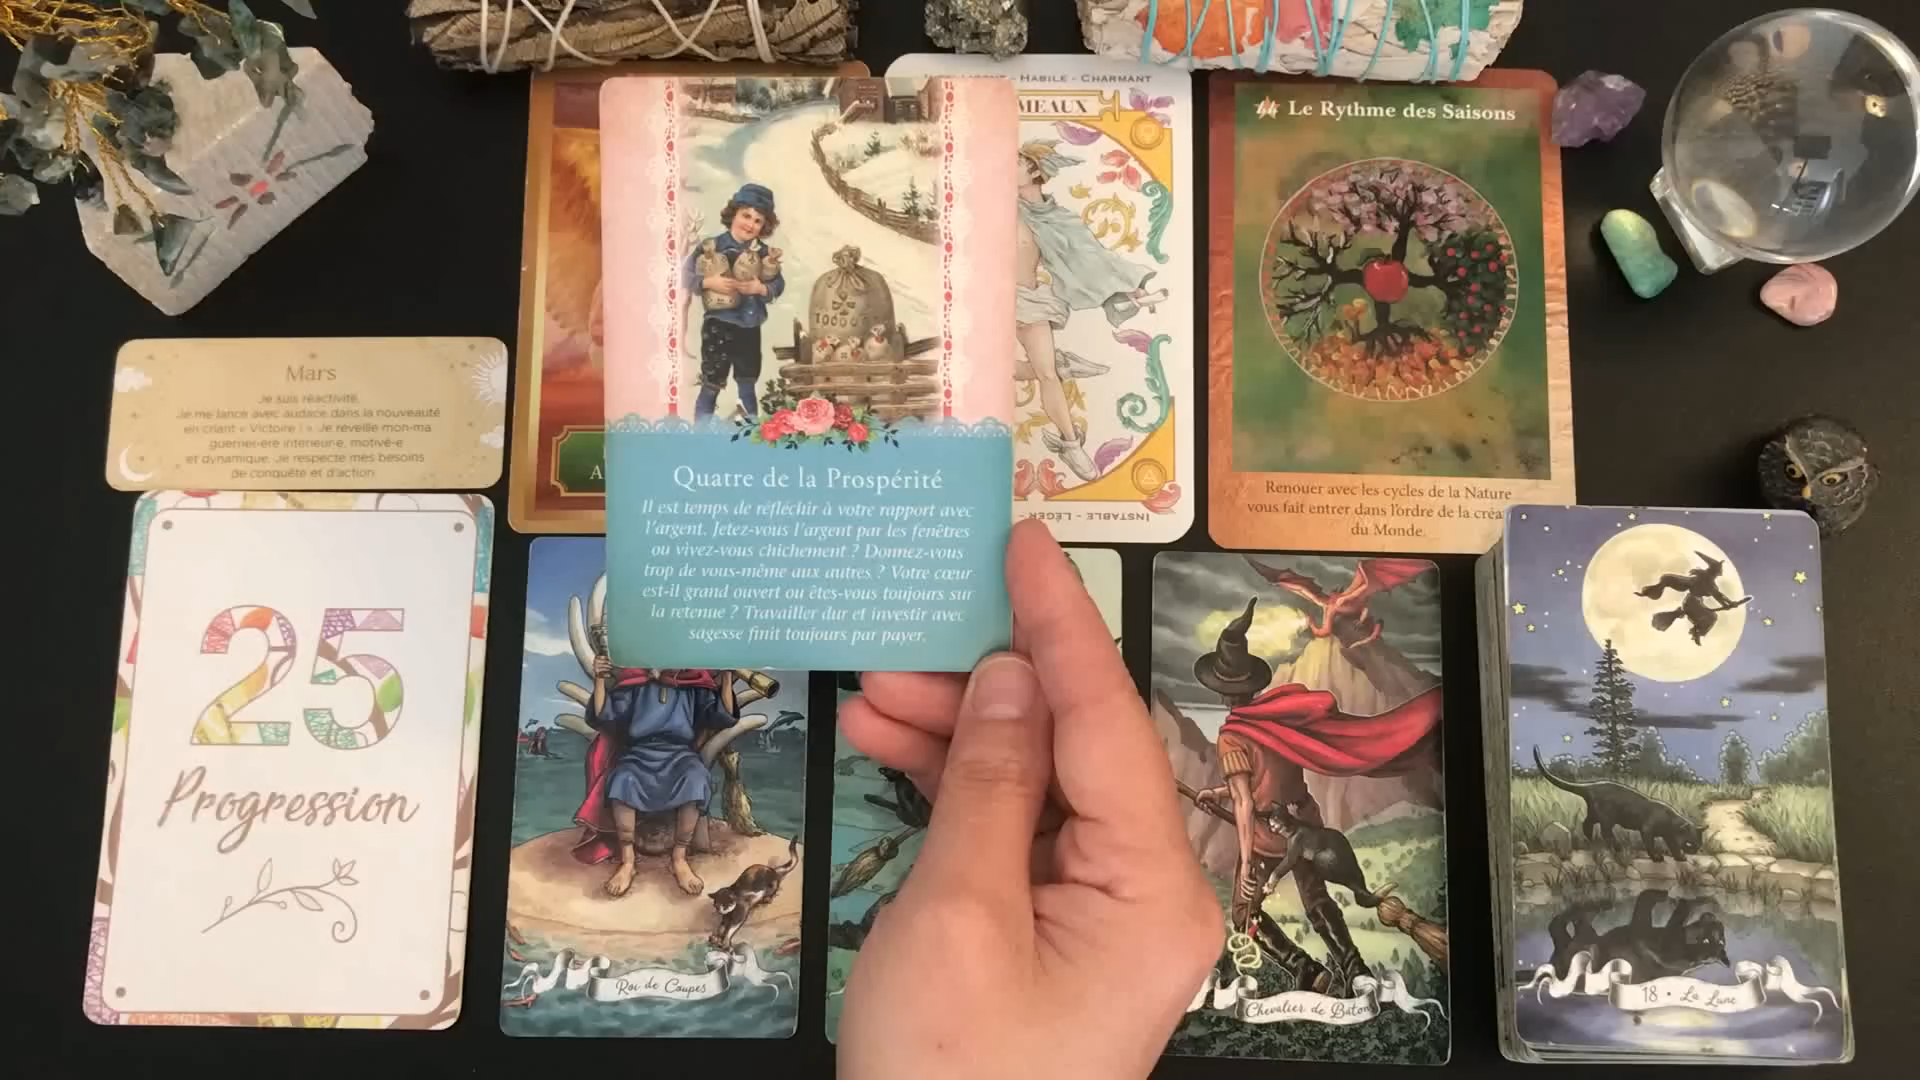 - HABILE - CHARMANT
MEAUX
44 Le Rythme des Saisons
10000
Mars
Je suis réactivité.
Je me lance avec audace dans la nouveauté
en criant « Victoire ! ». Je réveille mon·ma
guerrier·ère intérieur·e, motivé·e
et dynamique. Je respecte mes besoins
de conquête et d'action.
A
Quatre de la Prospérité
Il est temps de réfléchir à votre rapport avec
l'argent. Jetez-vous l'argent par les fenêtres
ou vivez-vous chichement ? Donnez-vous
trop de vous-même aux autres ? Votre cœur
est-il grand ouvert ou êtes-vous toujours sur
la retenue ? Travailler dur et investir avec
sagesse finit toujours par payer.
INSTABLE - LÉGER -
Renouer avec les cycles de la Nature
vous fait entrer dans l'ordre de la créa
du Monde.
25
Progression
Roi de Coupes
Chevalier de Bâton
18 • La Lune